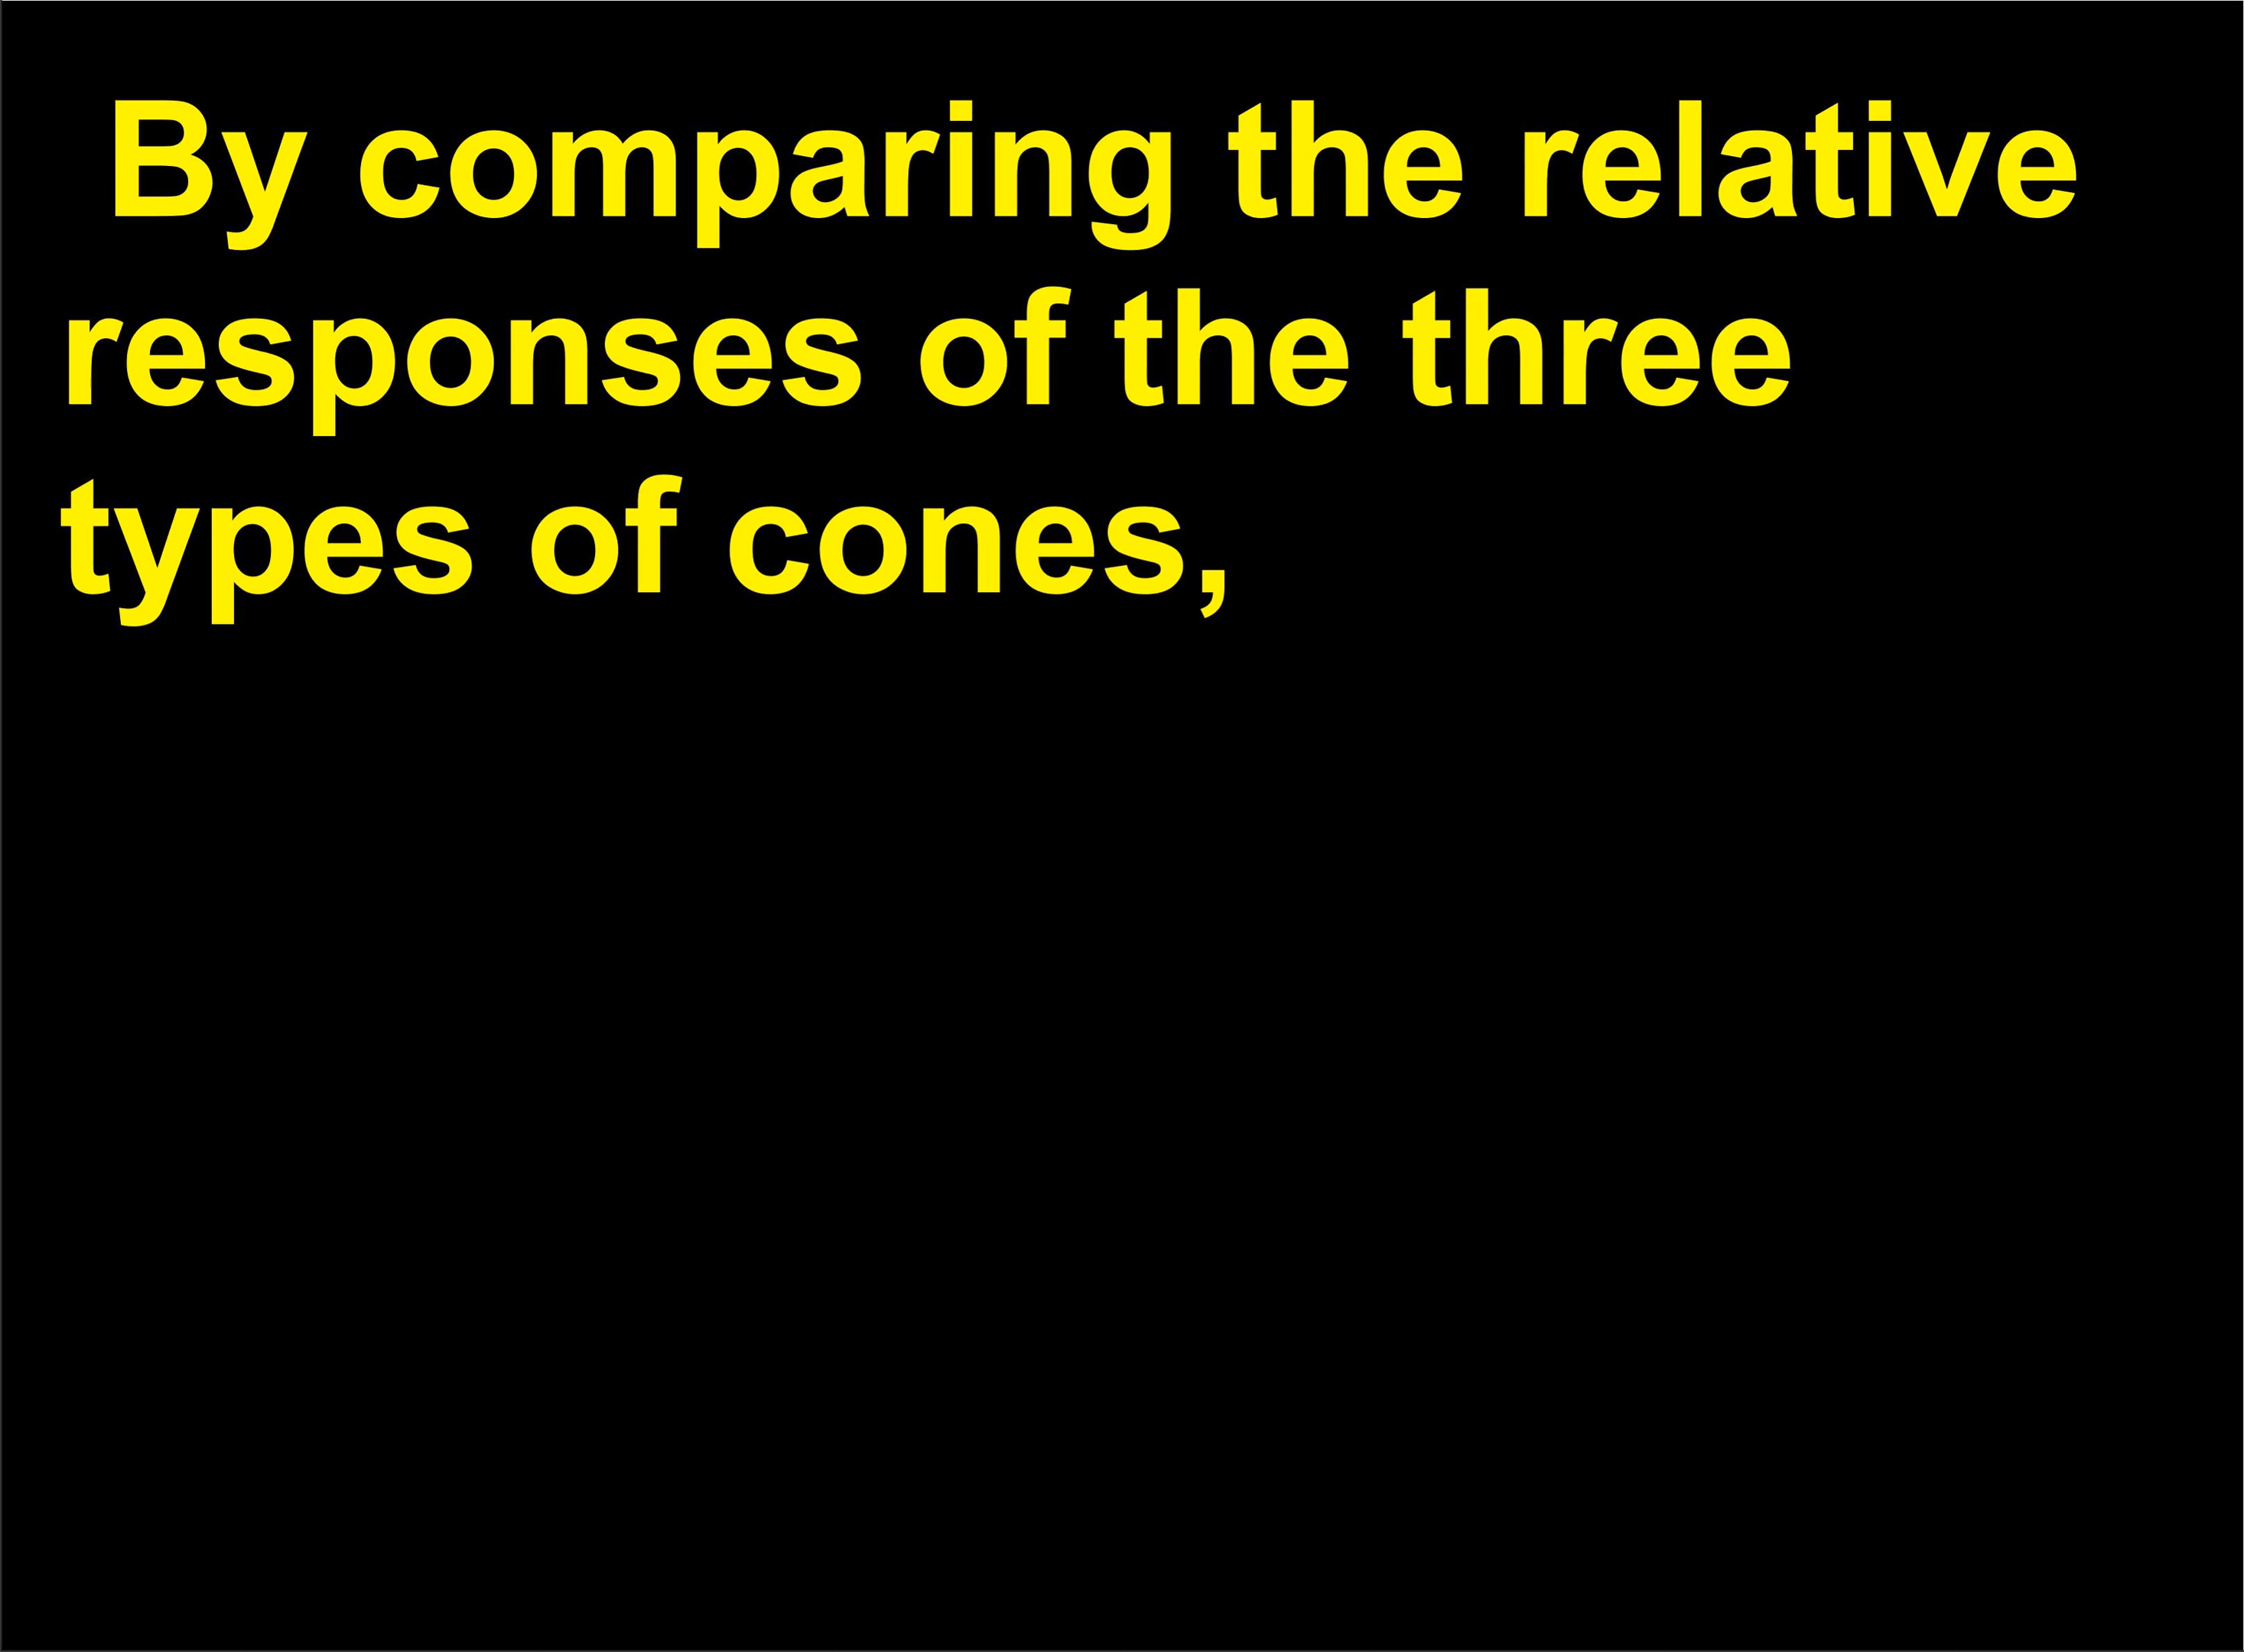 By comparing the relative
responses of the three
types of cones,